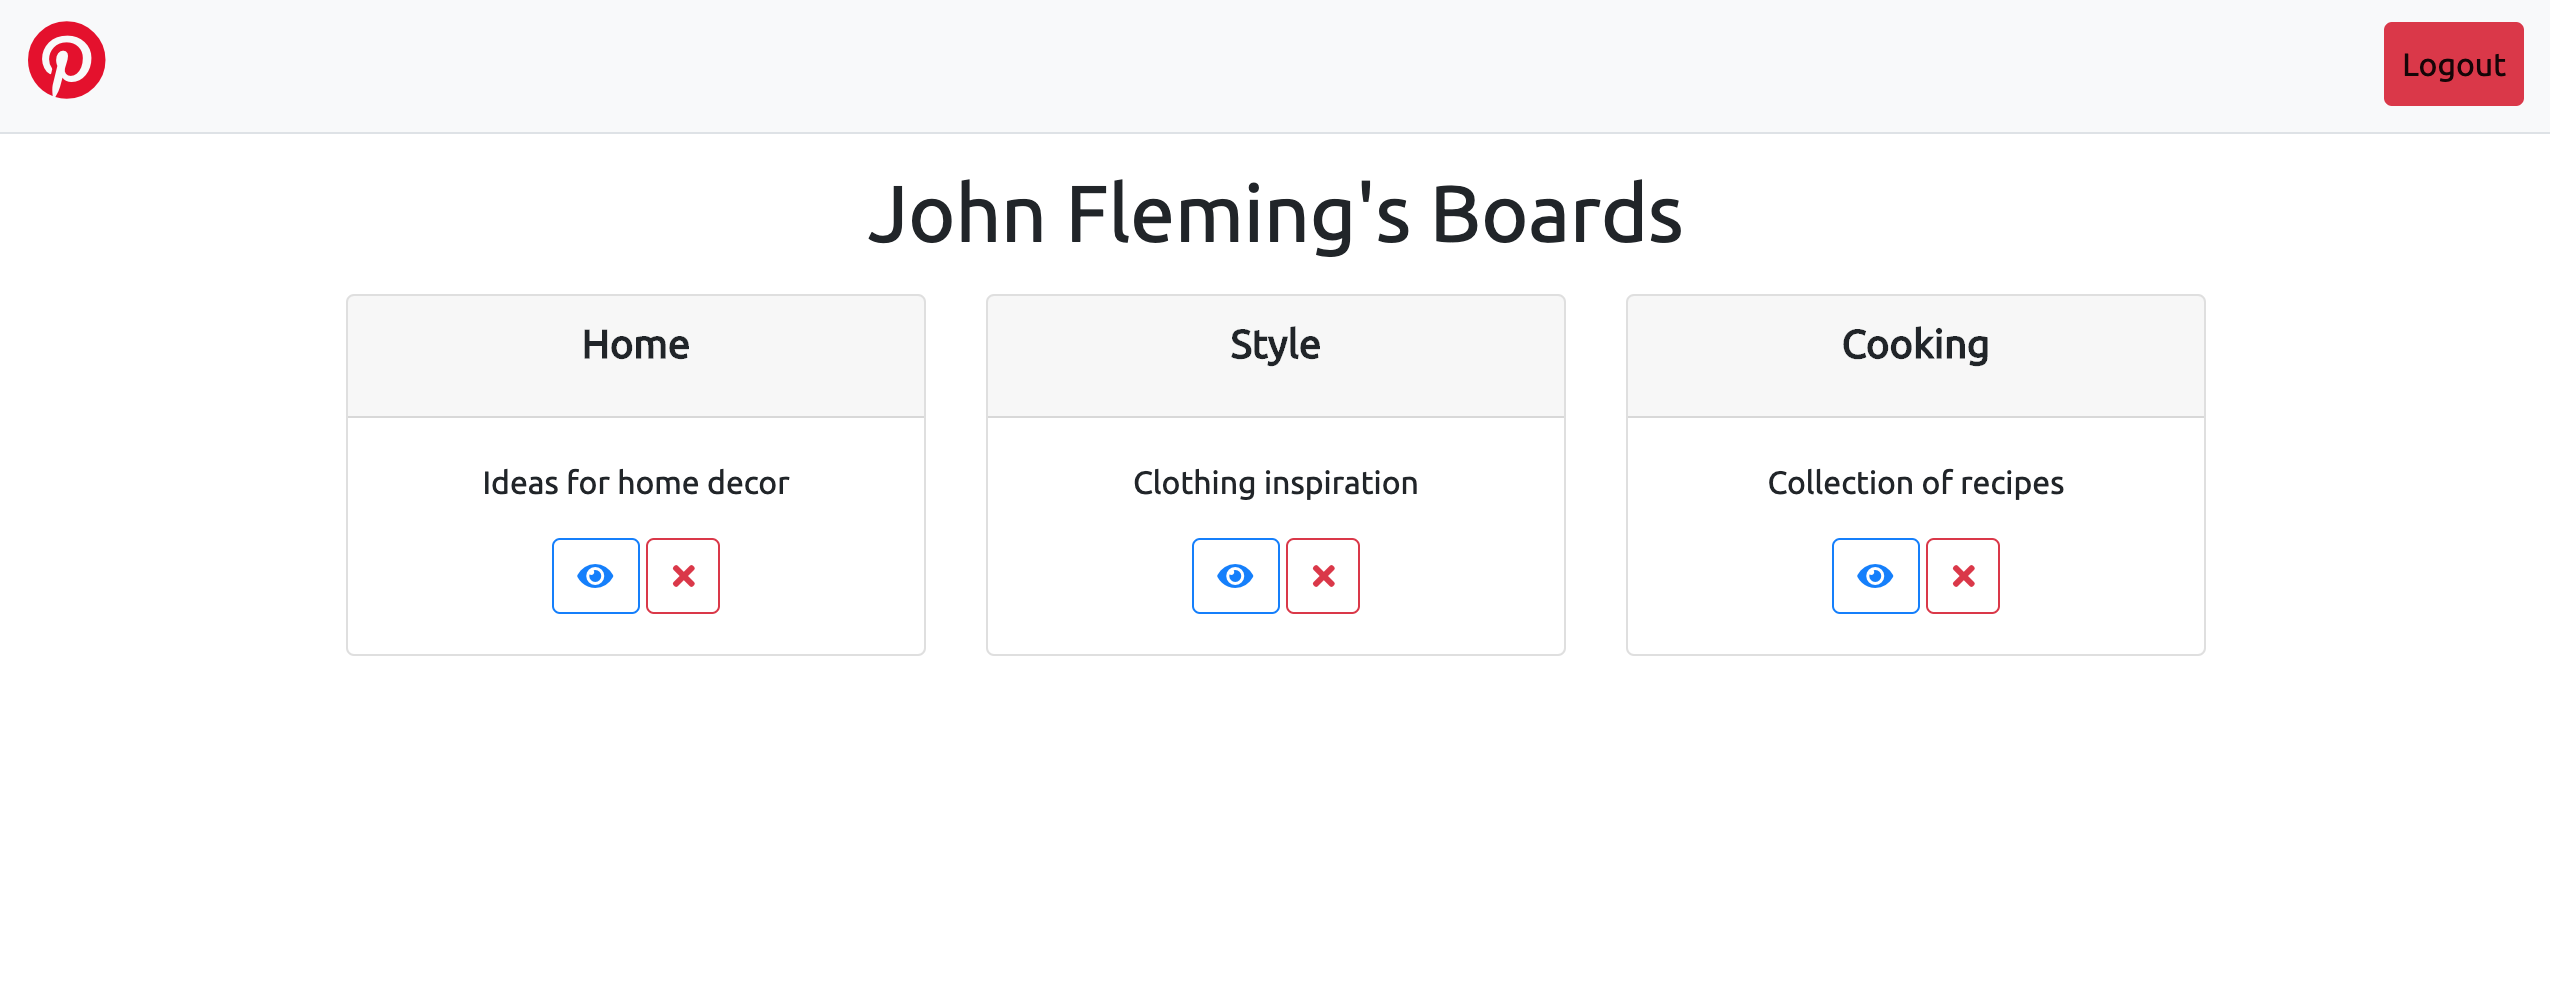 Logout
John Fleming's Boards
Home
Style
Cooking
Ideas for home decor
Clothing inspiration
Collection of recipes